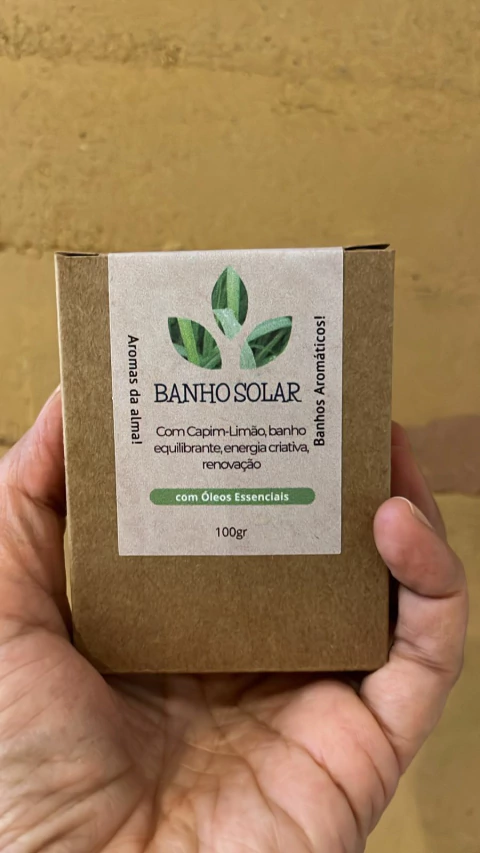 Aromas da alma!
BANHO SOLAR
Banhos Aromáticos!
Com Capim-Limão, banho
equilibrante, energia criativa,
renovação
com Óleos Essenciais
100gr